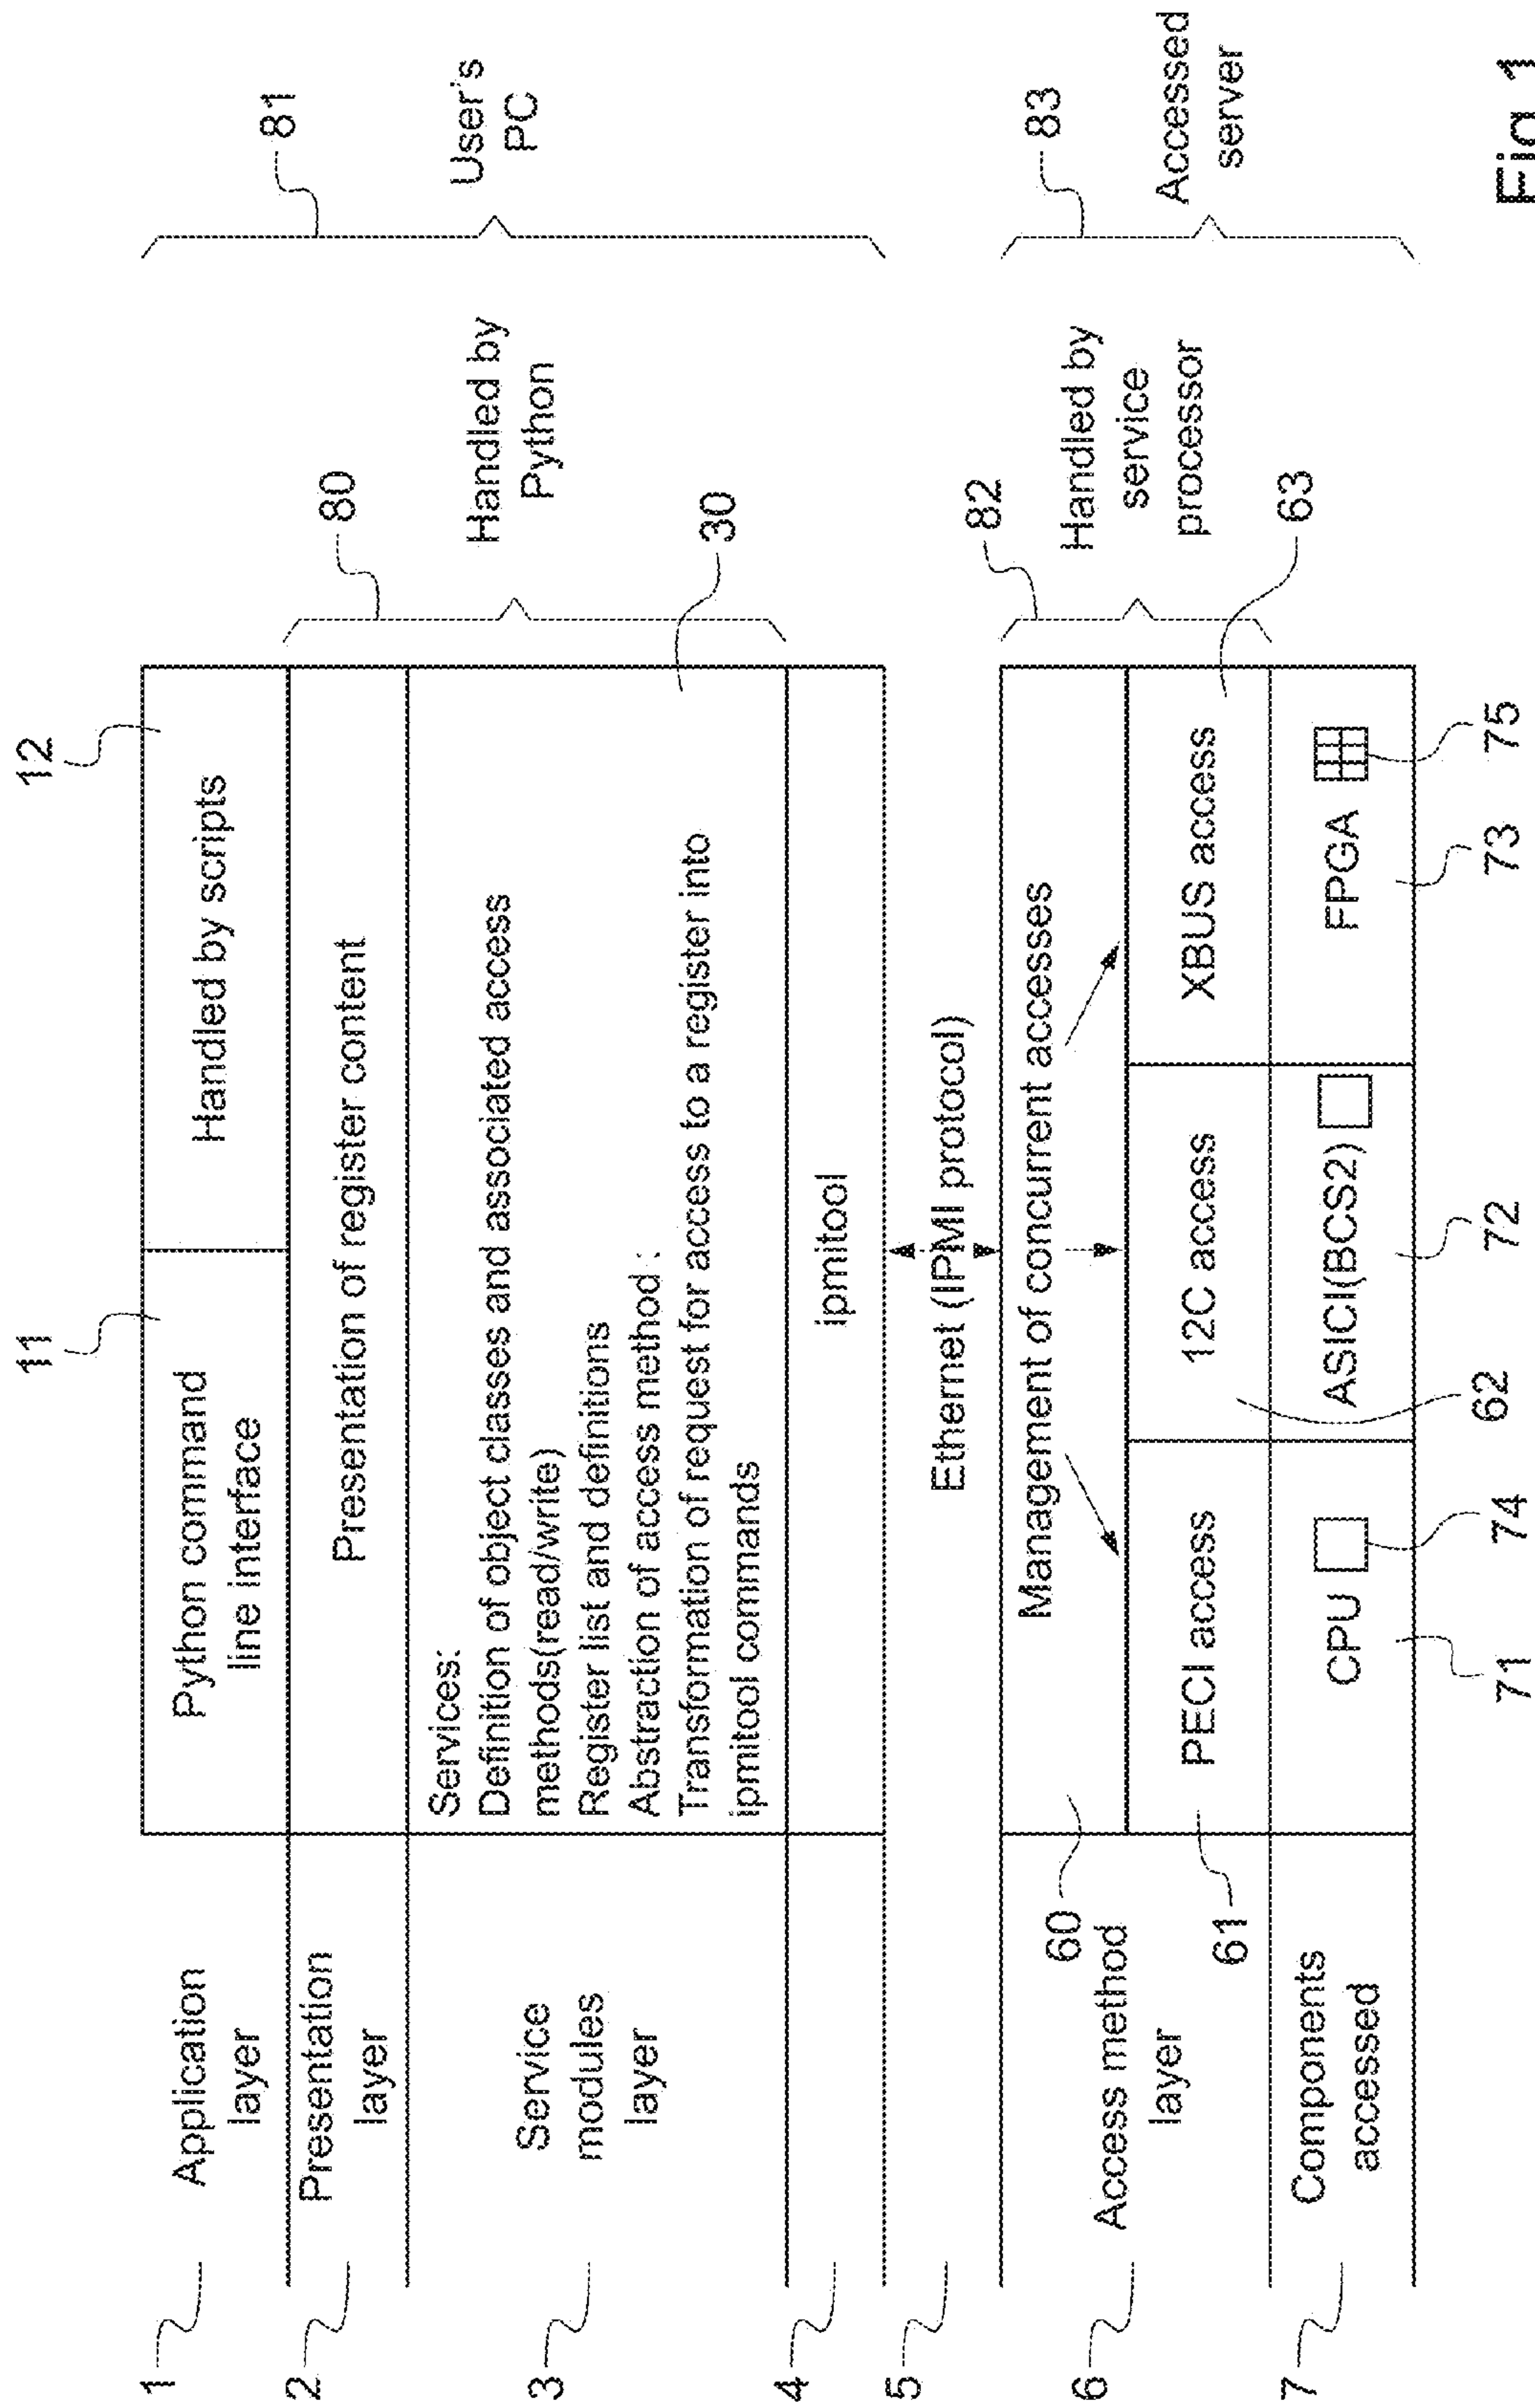 11
12
1
Application
layer
Python command
line interface
Handled by scripts
2
Presentation
layer
Presentation of register content
3
Service
modules
layer
Services:
Definition of object classes and associated access
methods(read/write)
Register list and definitions
Abstraction of access method :
Transformation of request for access to a register into
ipmitool commands
30
80
Handled by
Python
81
User's
PC
4
ipmitool
5
Ethernet (IPMI protocol)
6
Access method
layer
60
61
Management of concurrent accesses
PECI access
12C access
XBUS access
82
Handled by
service
processor
63
83
Accessed
server
7
Components
accessed
CPU
ASICI(BCS2)
FPGA
71
74
62
72
73
75
Fig.1